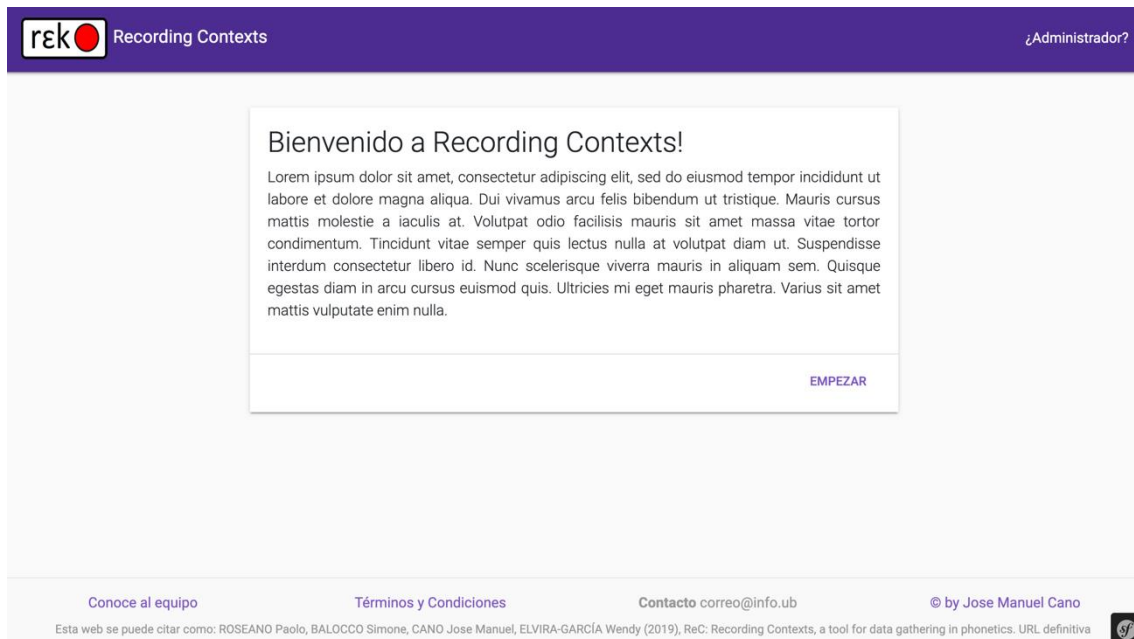 rɛk
Recording Contexts
¿Administrador?
Bienvenido a Recording Contexts!
Lorem ipsum dolor sit amet, consectetur adipiscing elit, sed do eiusmod tempor incididunt ut
labore et dolore magna aliqua. Dui vivamus arcu felis bibendum ut tristique. Mauris cursus
mattis molestie a iaculis at. Volutpat odio facilisis mauris sit amet massa vitae tortor
condimentum. Tincidunt vitae semper quis lectus nulla at volutpat diam ut. Suspendisse
interdum consectetur libero id. Nunc scelerisque viverra mauris in aliquam sem. Quisque
egestas diam in arcu cursus euismod quis. Ultricies mi eget mauris pharetra. Varius sit amet
mattis vulputate enim nulla.
EMPEZAR
Conoce al equipo
Términos y Condiciones
Contacto correo@info.ub
© by Jose Manuel Cano
Esta web se puede citar como: ROSEANO Paolo, BALOCCO Simone, CANO Jose Manuel, ELVIRA-GARCÍA Wendy (2019), ReC: Recording Contexts, a tool for data gathering in phonetics. URL definitiva
sf